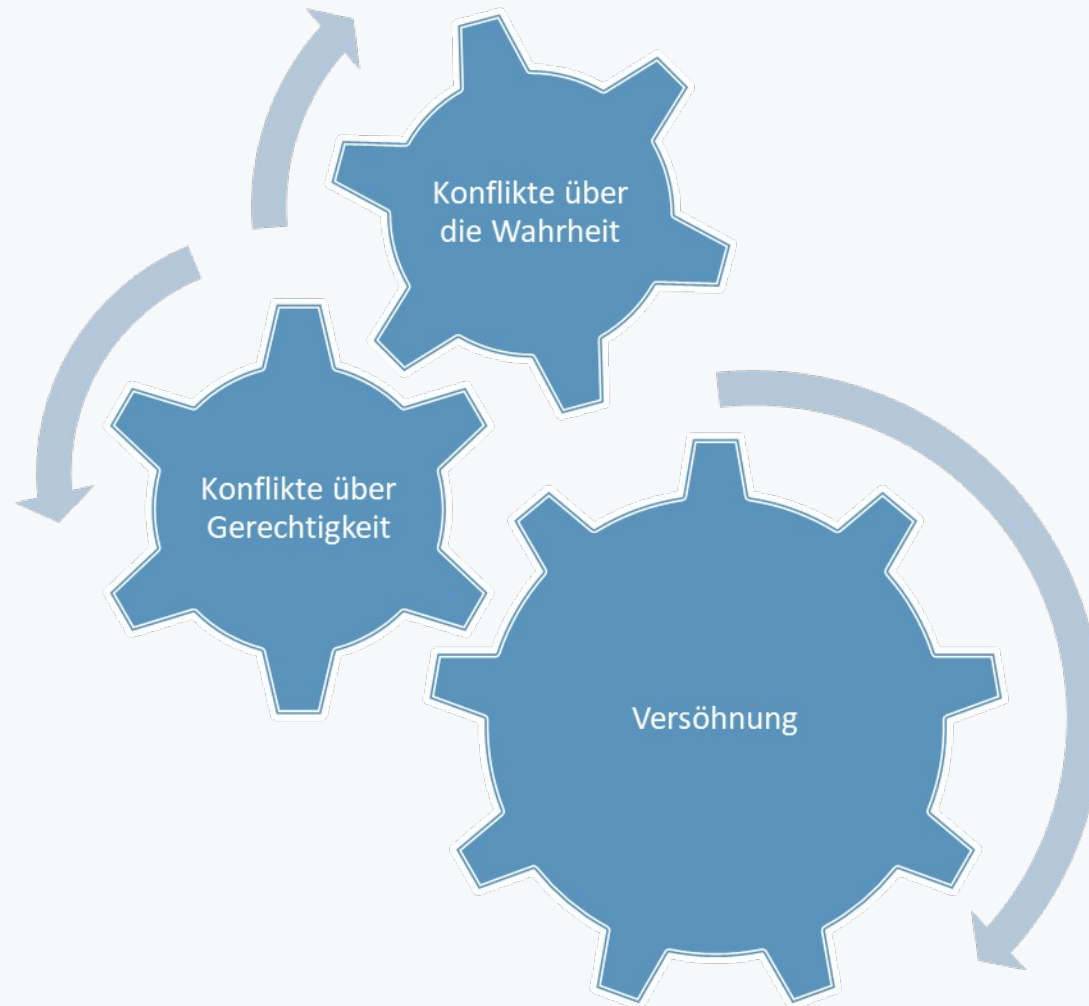 Konflikte über
die Wahrheit
Konflikte über
Gerechtigkeit
Versöhnung